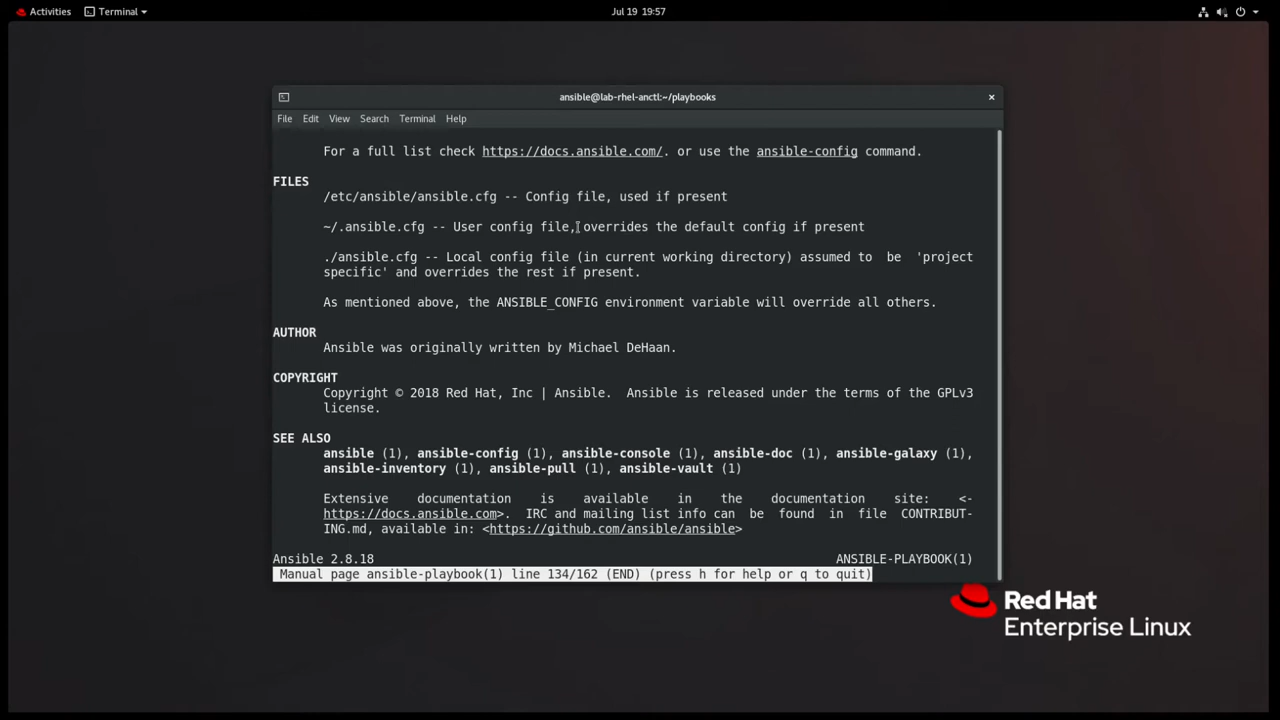 Activities Terminal Jul 19 19:57
ansible@lab-rhel-anctl:~/playbooks ×
File Edit View Search Terminal Help
For a full list check https://docs.ansible.com/. or use the ansible-config command.
FILES
/etc/ansible/ansible.cfg -- Config file, used if present
~/.ansible.cfg -- User config file, overrides the default config if present
./ansible.cfg -- Local config file (in current working directory) assumed to be 'project
specific' and overrides the rest if present.
As mentioned above, the ANSIBLE_CONFIG environment variable will override all others.
AUTHOR
Ansible was originally written by Michael DeHaan.
COPYRIGHT
Copyright © 2018 Red Hat, Inc | Ansible. Ansible is released under the terms of the GPLv3
license.
SEE ALSO
ansible (1), ansible-config (1), ansible-console (1), ansible-doc (1), ansible-galaxy (1),
ansible-inventory (1), ansible-pull (1), ansible-vault (1)
Extensive documentation is available in the documentation site: <-
https://docs.ansible.com>. IRC and mailing list info can be found in file CONTRIBUT-
ING.md, available in: <https://github.com/ansible/ansible>
Ansible 2.8.18 ANSIBLE-PLAYBOOK(1)
Manual page ansible-playbook(1) line 134/162 (END) (press h for help or q to quit)
Red Hat
Enterprise Linux